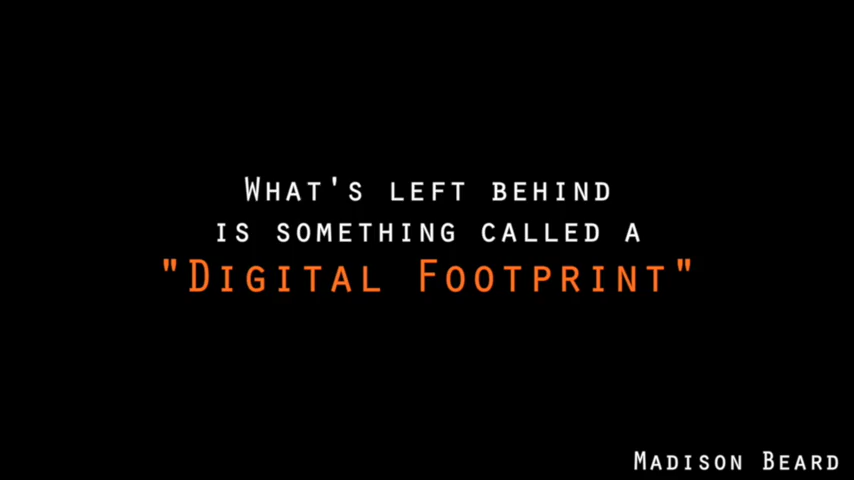 What's left behind
is something called a
"Digital Footprint"
Madison Beard